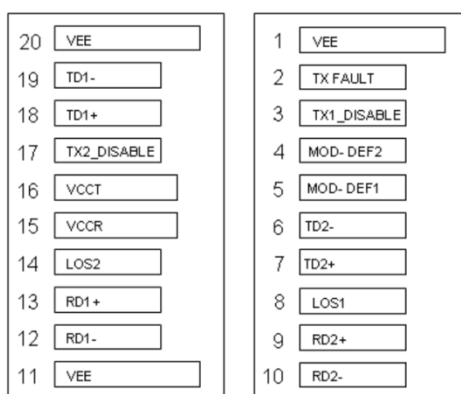 20 VEE
19 TD1-
18 TD1+
17 TX2_DISABLE
16 VCCT
15 VCCR
14 LOS2
13 RD1+
12 RD1-
11 VEE
1 VEE
2 TX FAULT
3 TX1_DISABLE
4 MOD- DEF2
5 MOD- DEF1
6 TD2-
7 TD2+
8 LOS1
9 RD2+
10 RD2-